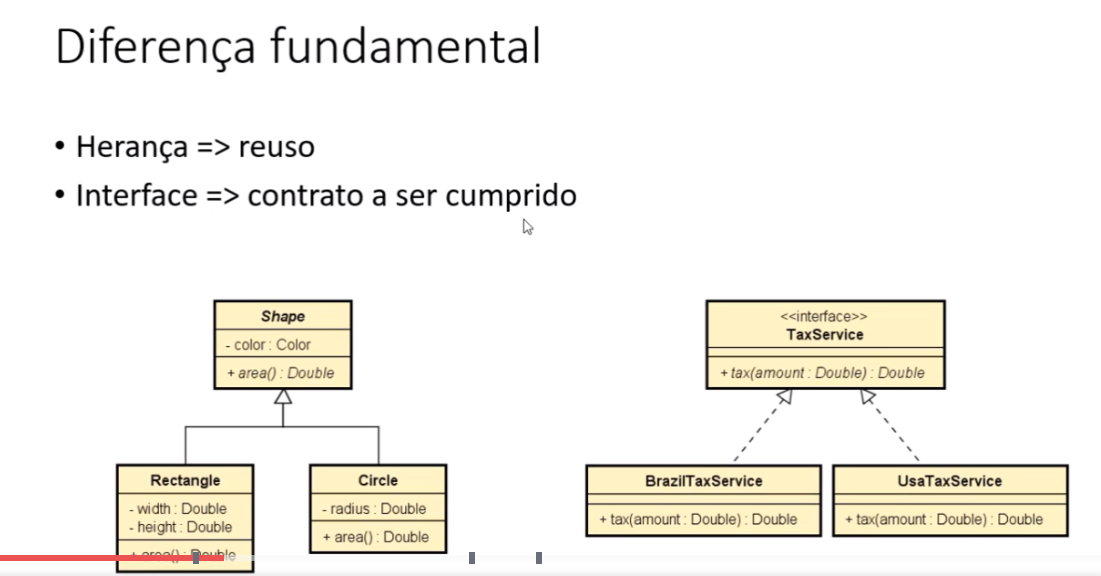 Diferença fundamental
• Herança => reuso
• Interface => contrato a ser cumprido
Shape
- color : Color
+ area() : Double
Rectangle
- width : Double
- height : Double
+ area() : Double
Circle
- radius : Double
+ area() : Double
<<interface>>
TaxService
+ tax(amount : Double) : Double
BrazilTaxService
+ tax(amount : Double) : Double
UsaTaxService
+ tax(amount : Double) : Double